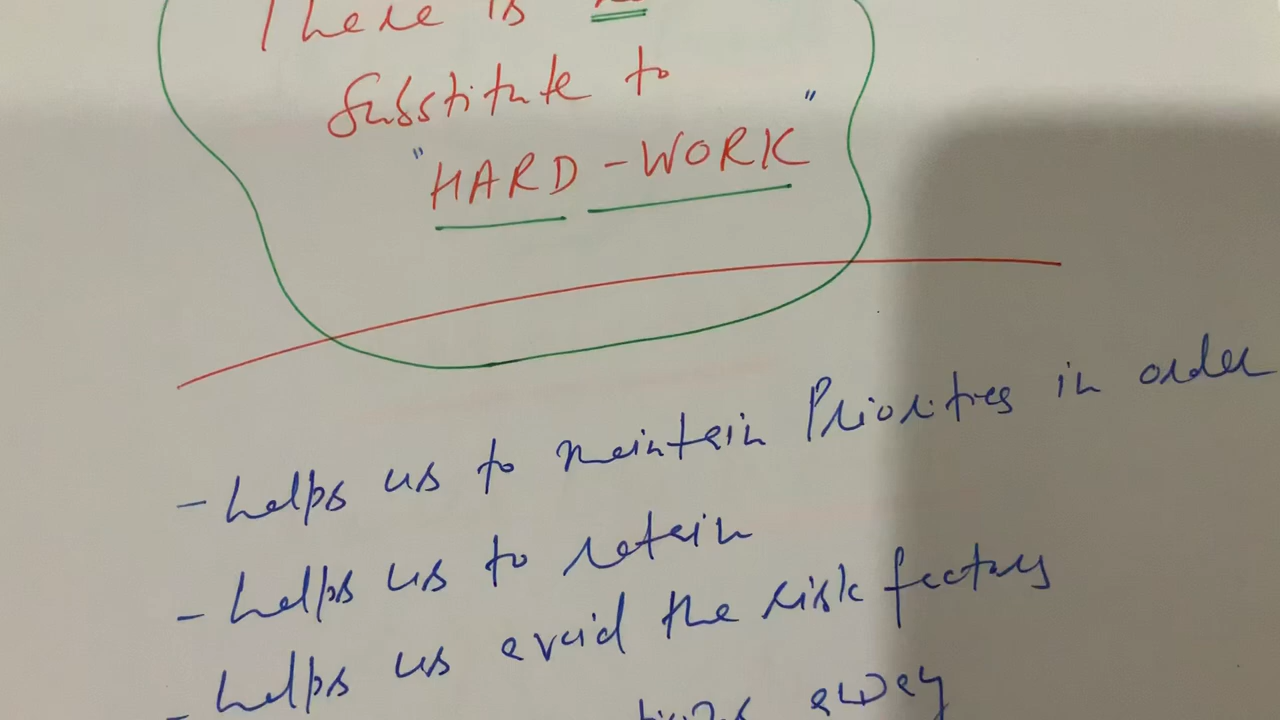 There is
Substitute to
"HARD-WORK"
- helps us to maintain Priorities in order
- helps us to retain
- helps us avoid the risk factors
away